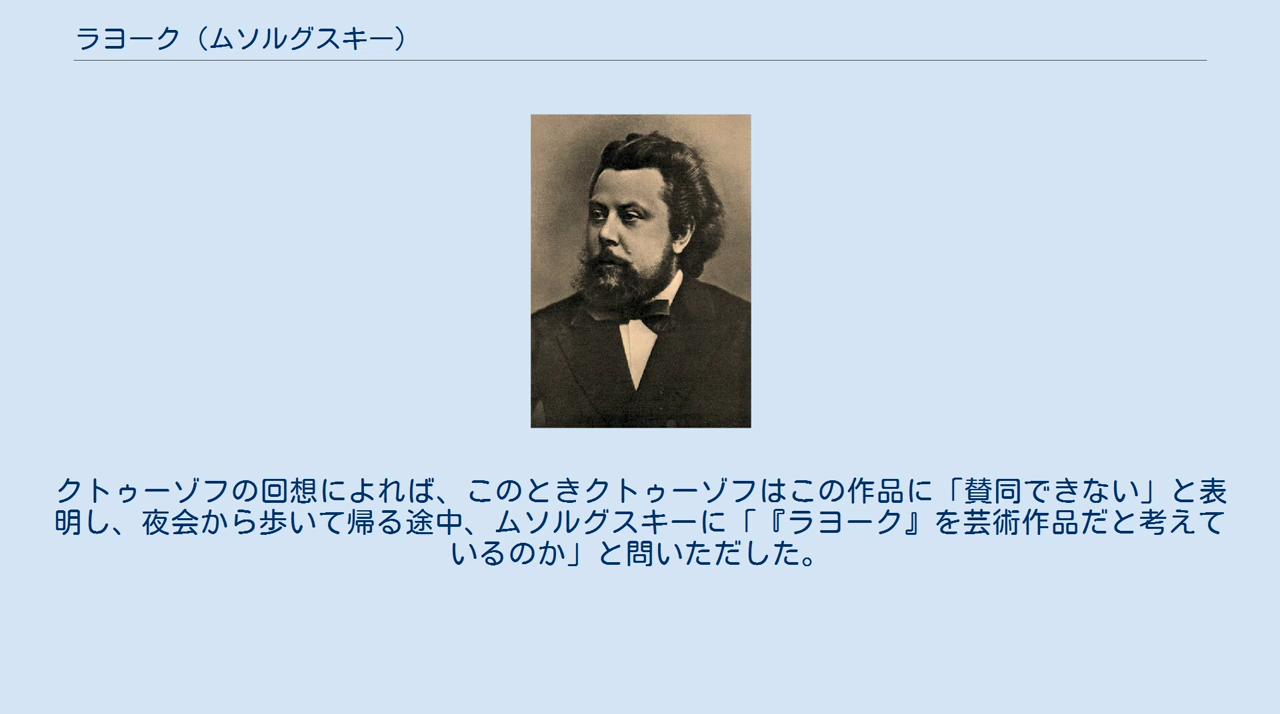 ラヨーク（ムソルグスキー）
クトゥーゾフの回想によれば、このときクトゥーゾフはこの作品に「賛同できない」と表
明し、夜会から歩いて帰る途中、ムソルグスキーに「『ラヨーク』を芸術作品だと考えて
いるのか」と問いただした。